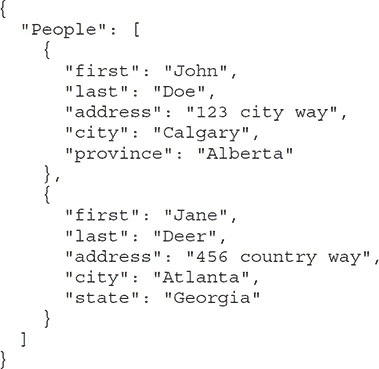 {
  "People": [
    {
      "first": "John",
      "last": "Doe",
      "address": "123 city way",
      "city": "Calgary",
      "province": "Alberta"
    },
    {
      "first": "Jane",
      "last": "Deer",
      "address": "456 country way",
      "city": "Atlanta",
      "state": "Georgia"
    }
  ]
}